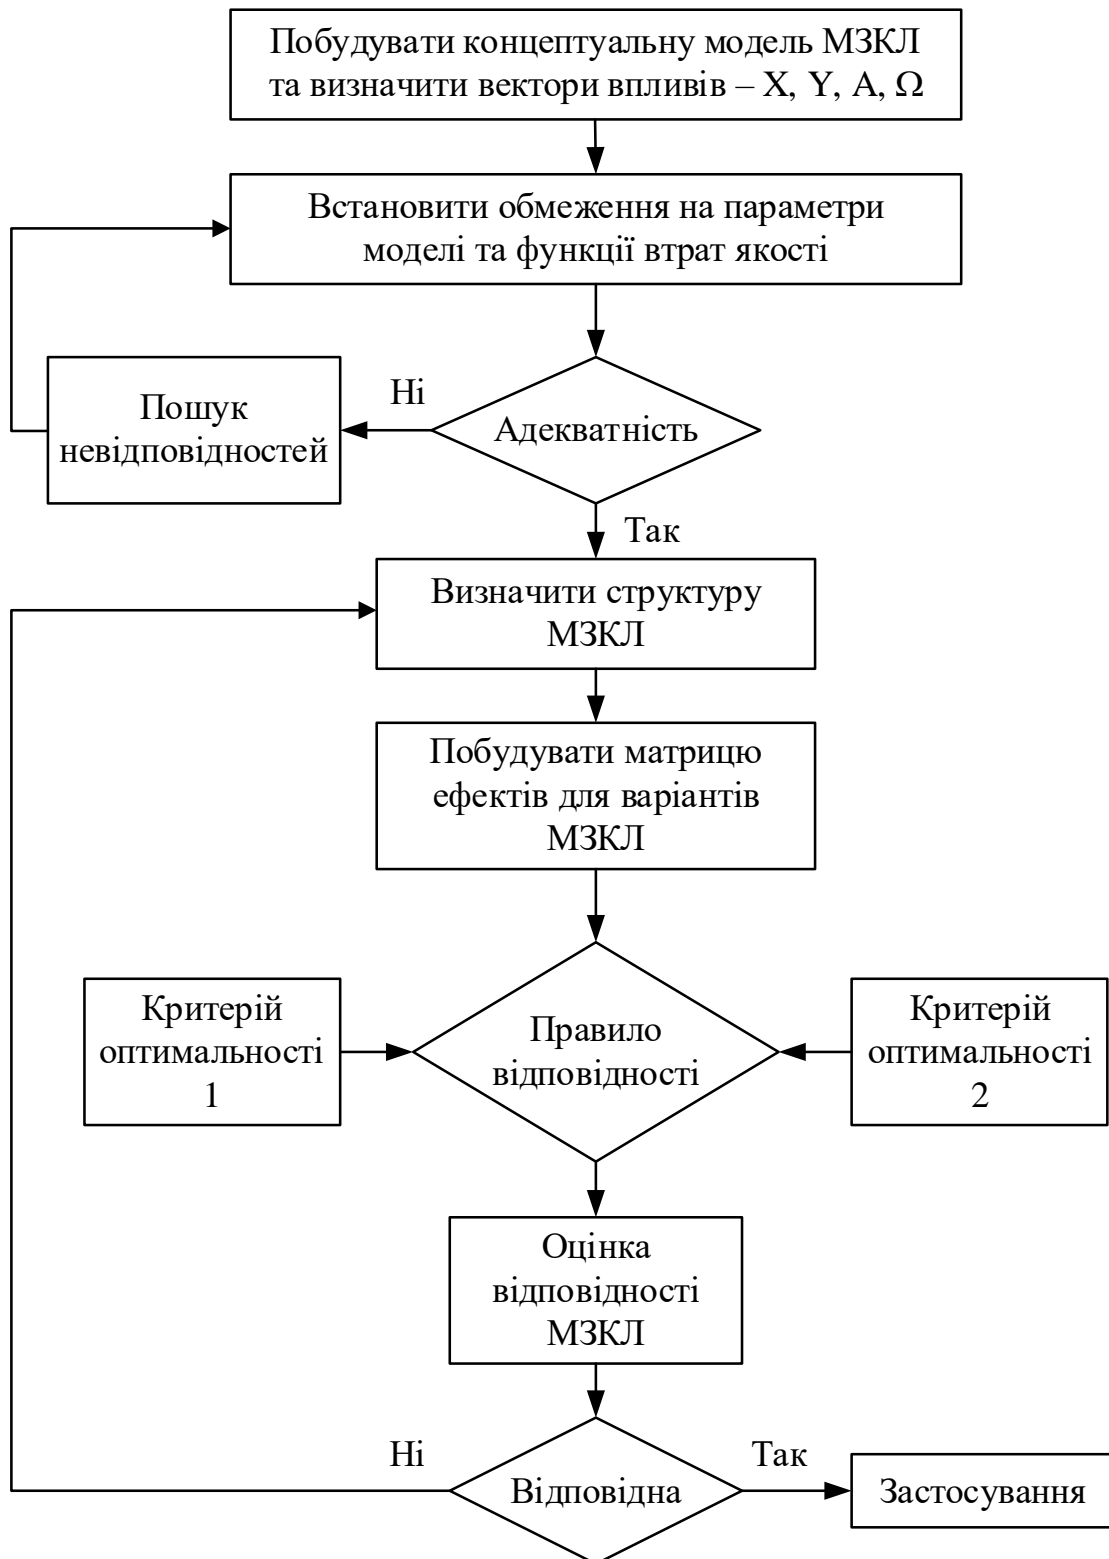 Побудувати концептуальну модель МЗКЛ
та визначити вектори впливів – X, Y, A, Ω
Встановити обмеження на параметри
моделі та функції втрат якості
Ні
Пошук
невідповідностей
Адекватність
Так
Визначити структуру
МЗКЛ
Побудувати матрицю
ефектів для варіантів
МЗКЛ
Критерій
оптимальності
1
Правило
відповідності
Критерій
оптимальності
2
Оцінка
відповідності
МЗКЛ
Ні
Так
Відповідна
Застосування